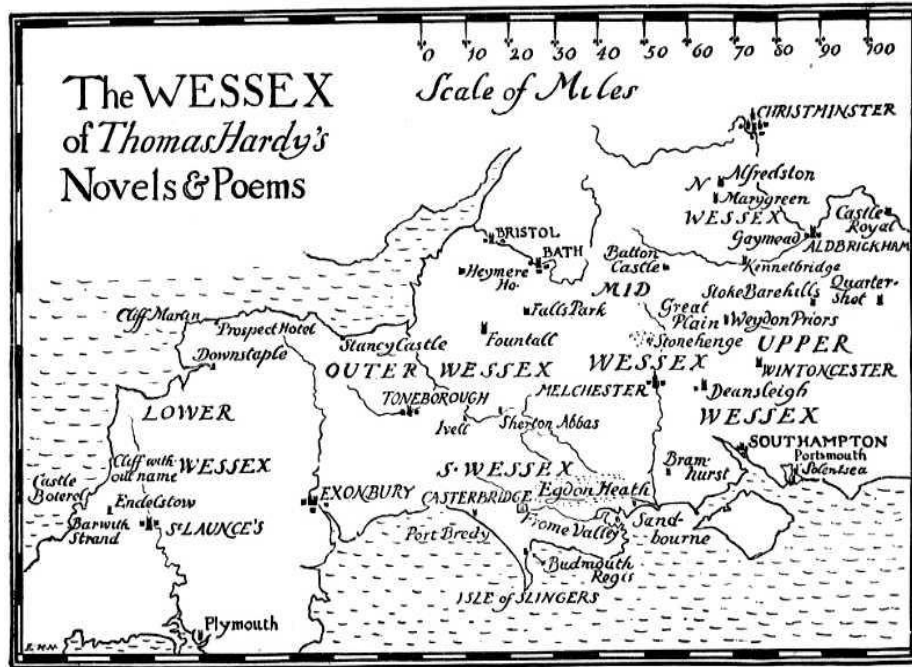 The WESSEX
of Thomas Hardy's
Novels & Poems
0 10 20 30 40 50 60 70 80 90 100
Scale of Miles
CHRISTMINSTER
Alfredston
N
Marygreen
WESSEX
Castle
Royal
Gaymead
ALDBRICKHAM
BRISTOL
BATH
Batton
Castle
Kennetbridge
Heymere
Ho.
MID
Quarter-
Shot
Stoke Barehills
Great
Plain
Falls Park
Weydon Priors
Cliff Martin
Prospect Hotel
Fountall
Stonehenge
UPPER
Stancy Castle
Downstaple
OUTER WESSEX
WESSEX
WINTONCESTER
MELCHESTER
Deansleigh
TONEBOROUGH
LOWER
Ivell
Sherton Abbas
WESSEX
SOUTHAMPTON
Portsmouth
Solentsea
Cliff with-
out name
WESSEX
S. WESSEX
Bram-
hurst
Castle
Boterel
Endelstow
EXONBURY
CASTERBRIDGE
Egdon Heath
Barwith
Strand
St LAUNCE'S
Port Bredy
Frome Valley
Sand-
bourne
Budmouth
Regis
ISLE of SLINGERS
Plymouth
E.H.N.